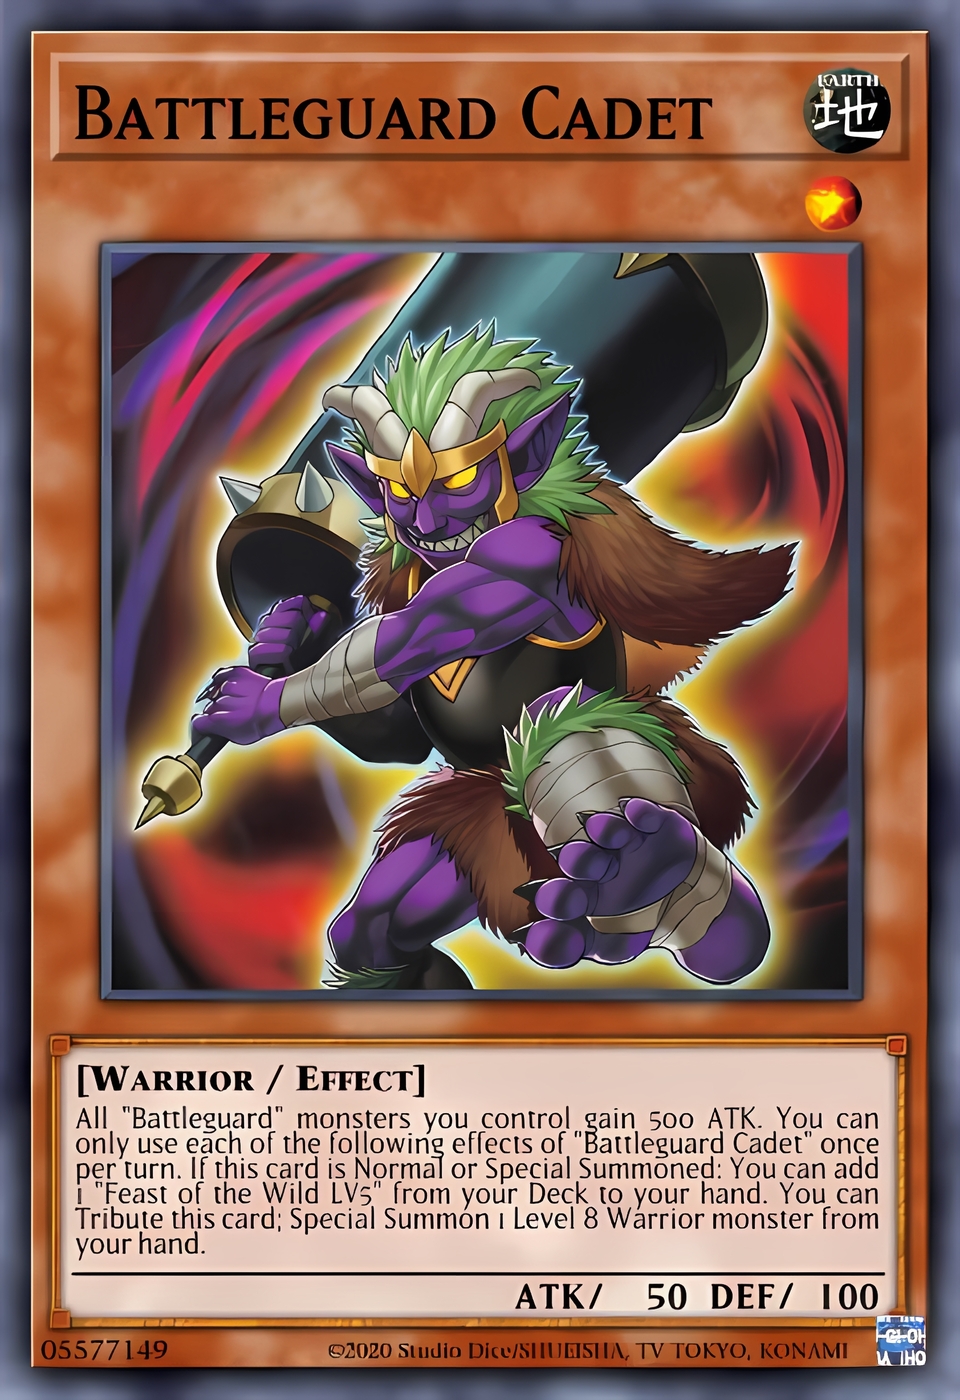 BATTLEGUARD CADET
EARTH
地
[WARRIOR / EFFECT]
All "Battleguard" monsters you control gain 500 ATK. You can
only use each of the following effects of "Battleguard Cadet" once
per turn. If this card is Normal or Special Summoned: You can add
1 "Feast of the Wild LV5" from your Deck to your hand. You can
Tribute this card; Special Summon 1 Level 8 Warrior monster from
your hand.
ATK/ 50 DEF/ 100
05577149
©2020 Studio Dice/SHUEISHA, TV TOKYO, KONAMI